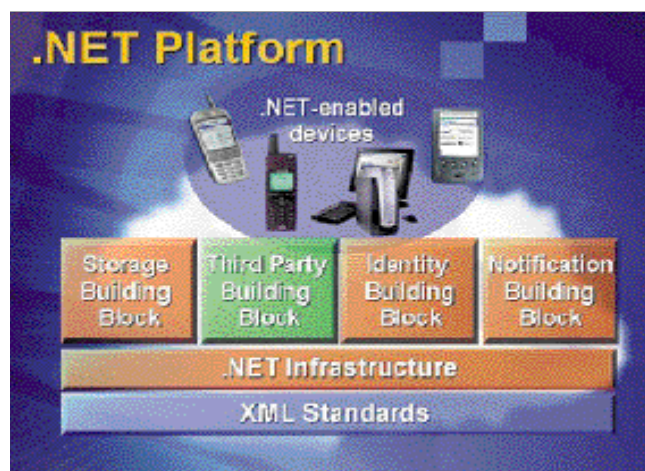 .NET Platform
.NET-enabled
devices
Storage
Building
Block
Third Party
Building
Block
Identity
Building
Block
Notification
Building
Block
.NET Infrastructure
XML Standards